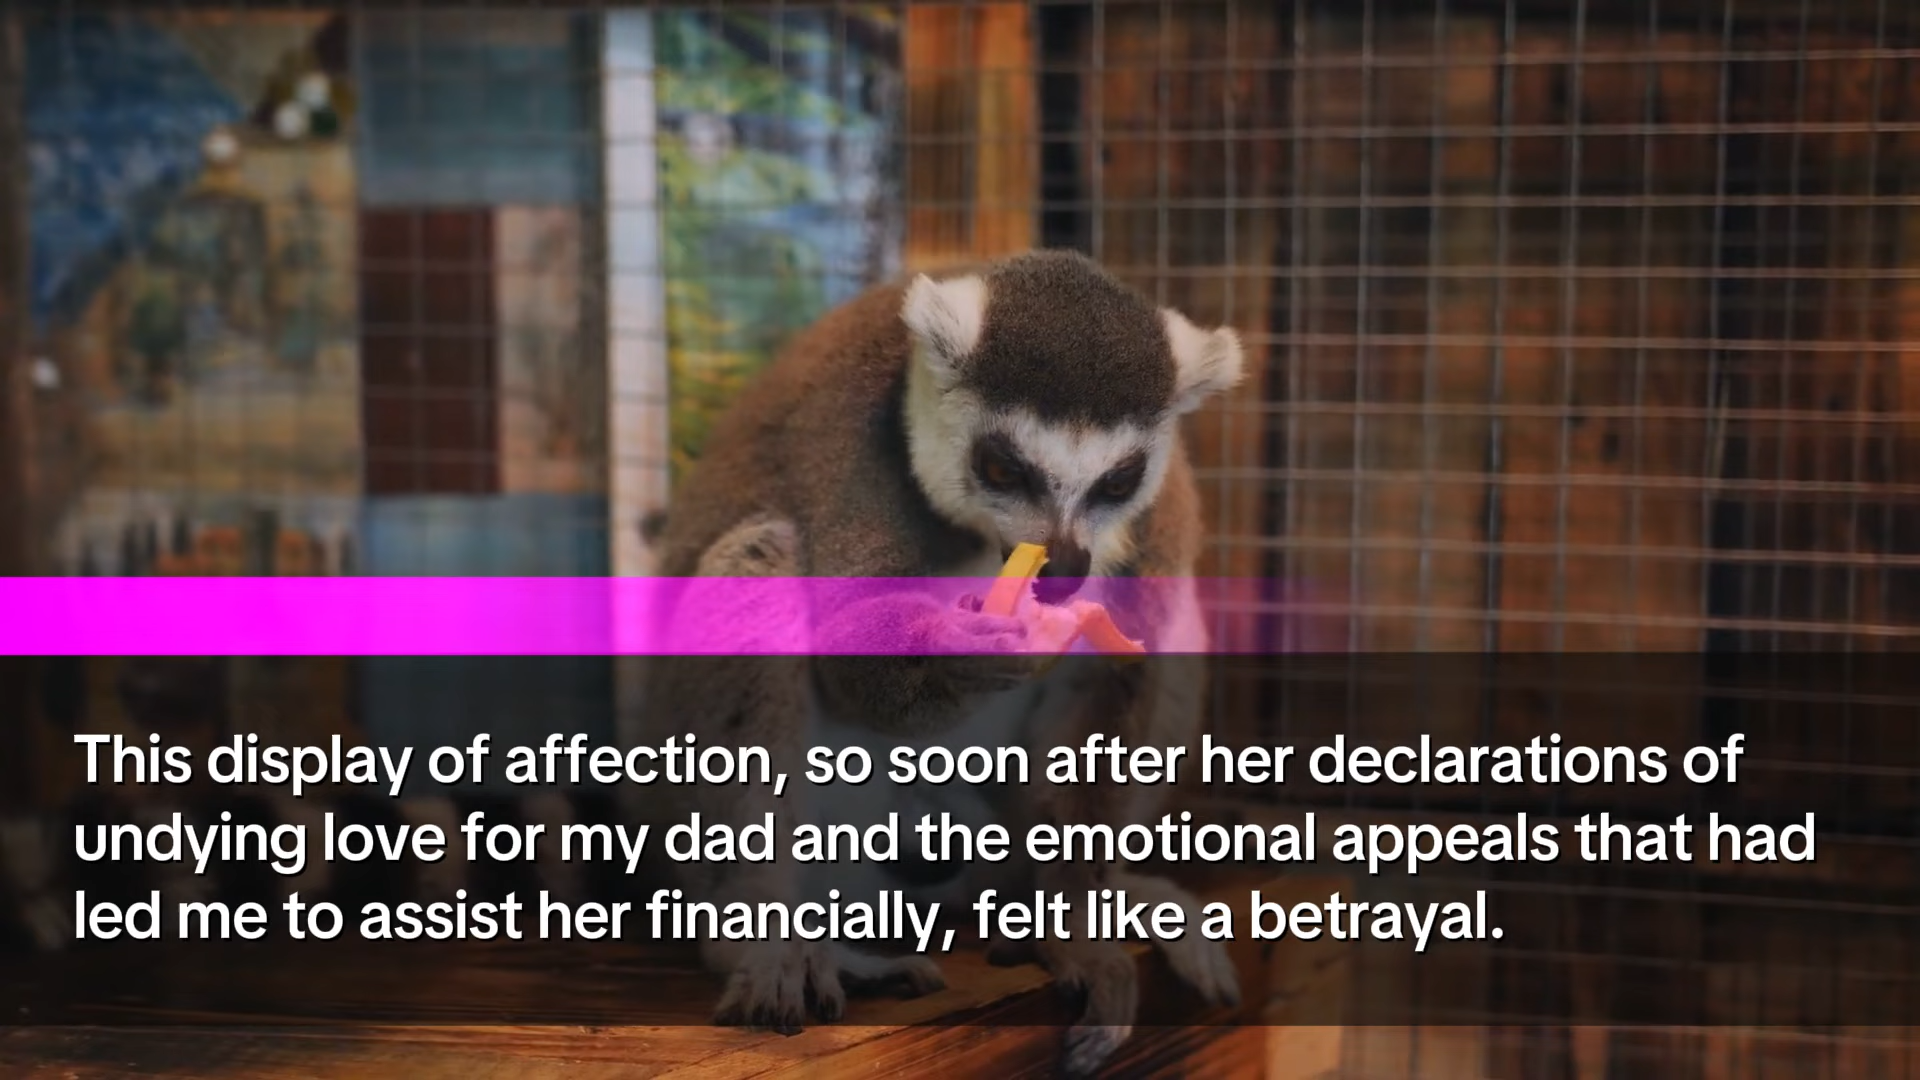 This display of affection, so soon after her declarations of
undying love for my dad and the emotional appeals that had
led me to assist her financially, felt like a betrayal.